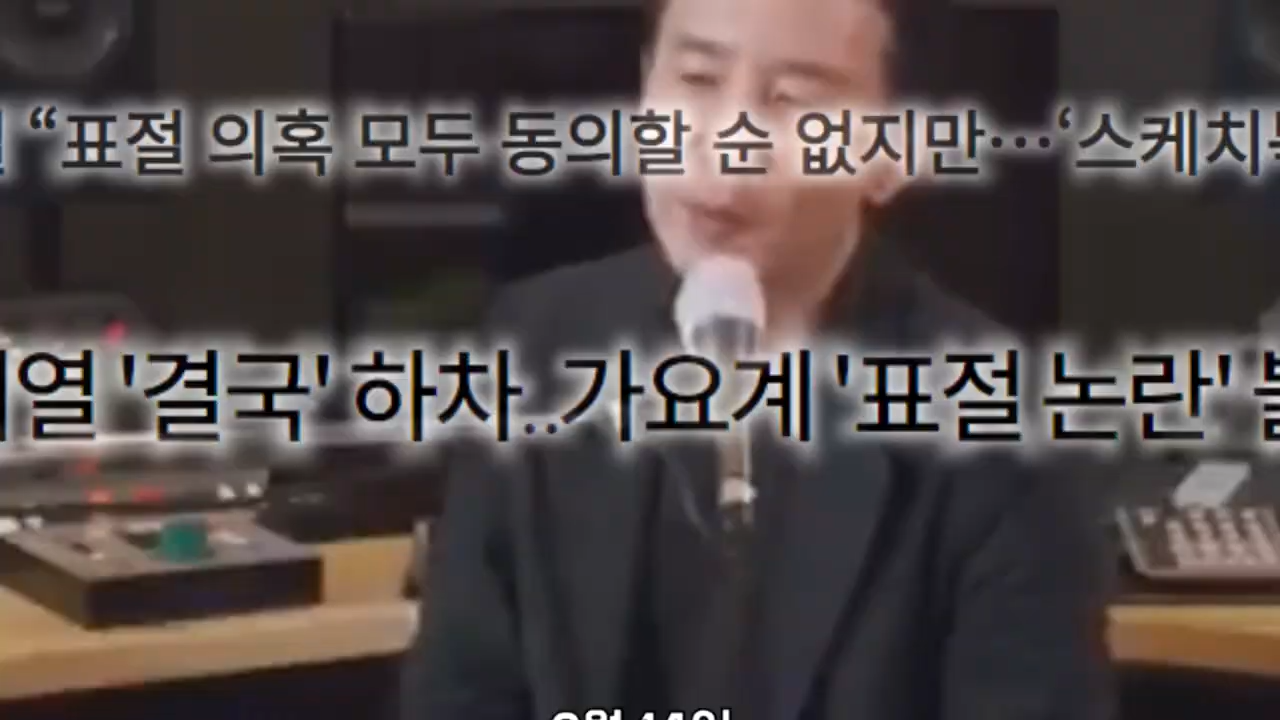 “표절 의혹 모두 동의할 순 없지만…‘스케치
열 '결국' 하차..가요계 '표절 논란'